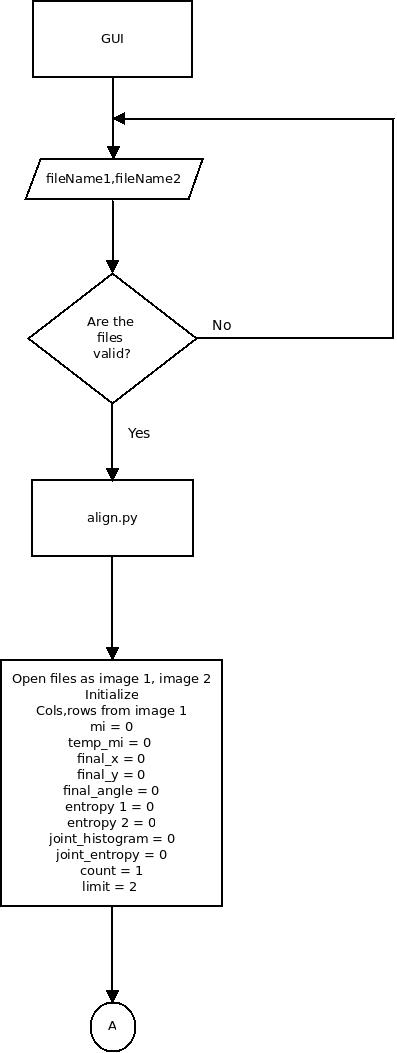 GUI
fileName1,fileName2
Are the
files
valid?
No
Yes
align.py
Open files as image 1, image 2
Initialize
Cols,rows from image 1
mi = 0
temp_mi = 0
final_x = 0
final_y = 0
final_angle = 0
entropy 1 = 0
entropy 2 = 0
joint_histogram = 0
joint_entropy = 0
count = 1
limit = 2
A